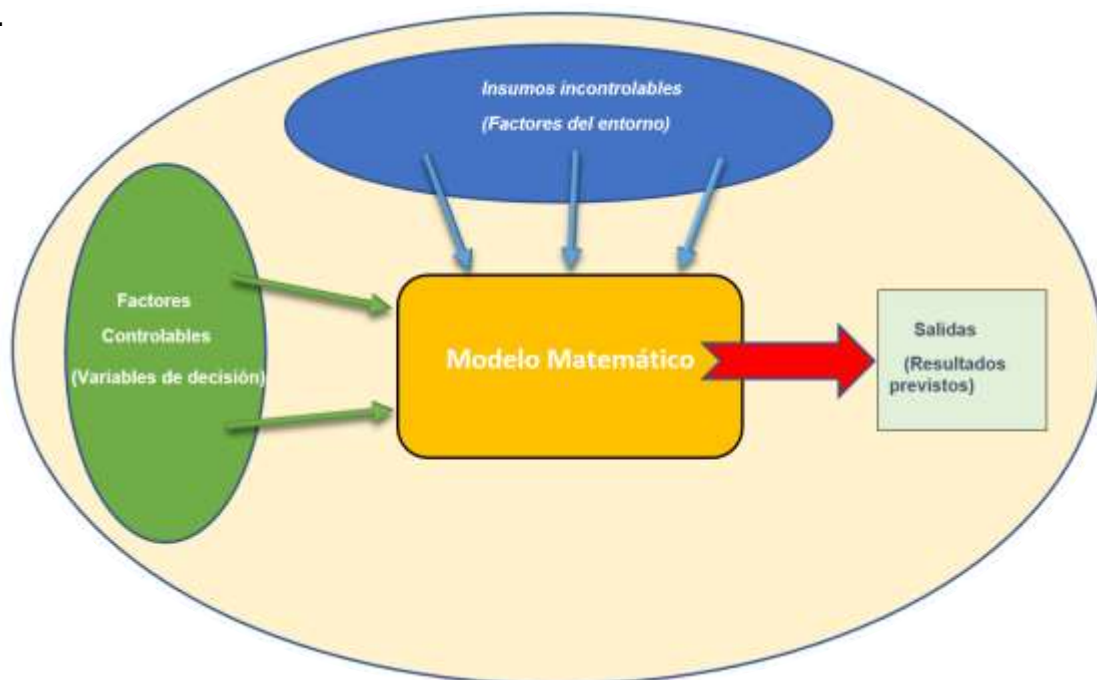 Insumos incontrolables
(Factores del entorno)
Factores
Controlables
(Variables de decisión)
Modelo Matemático
Salidas
(Resultados
previstos)